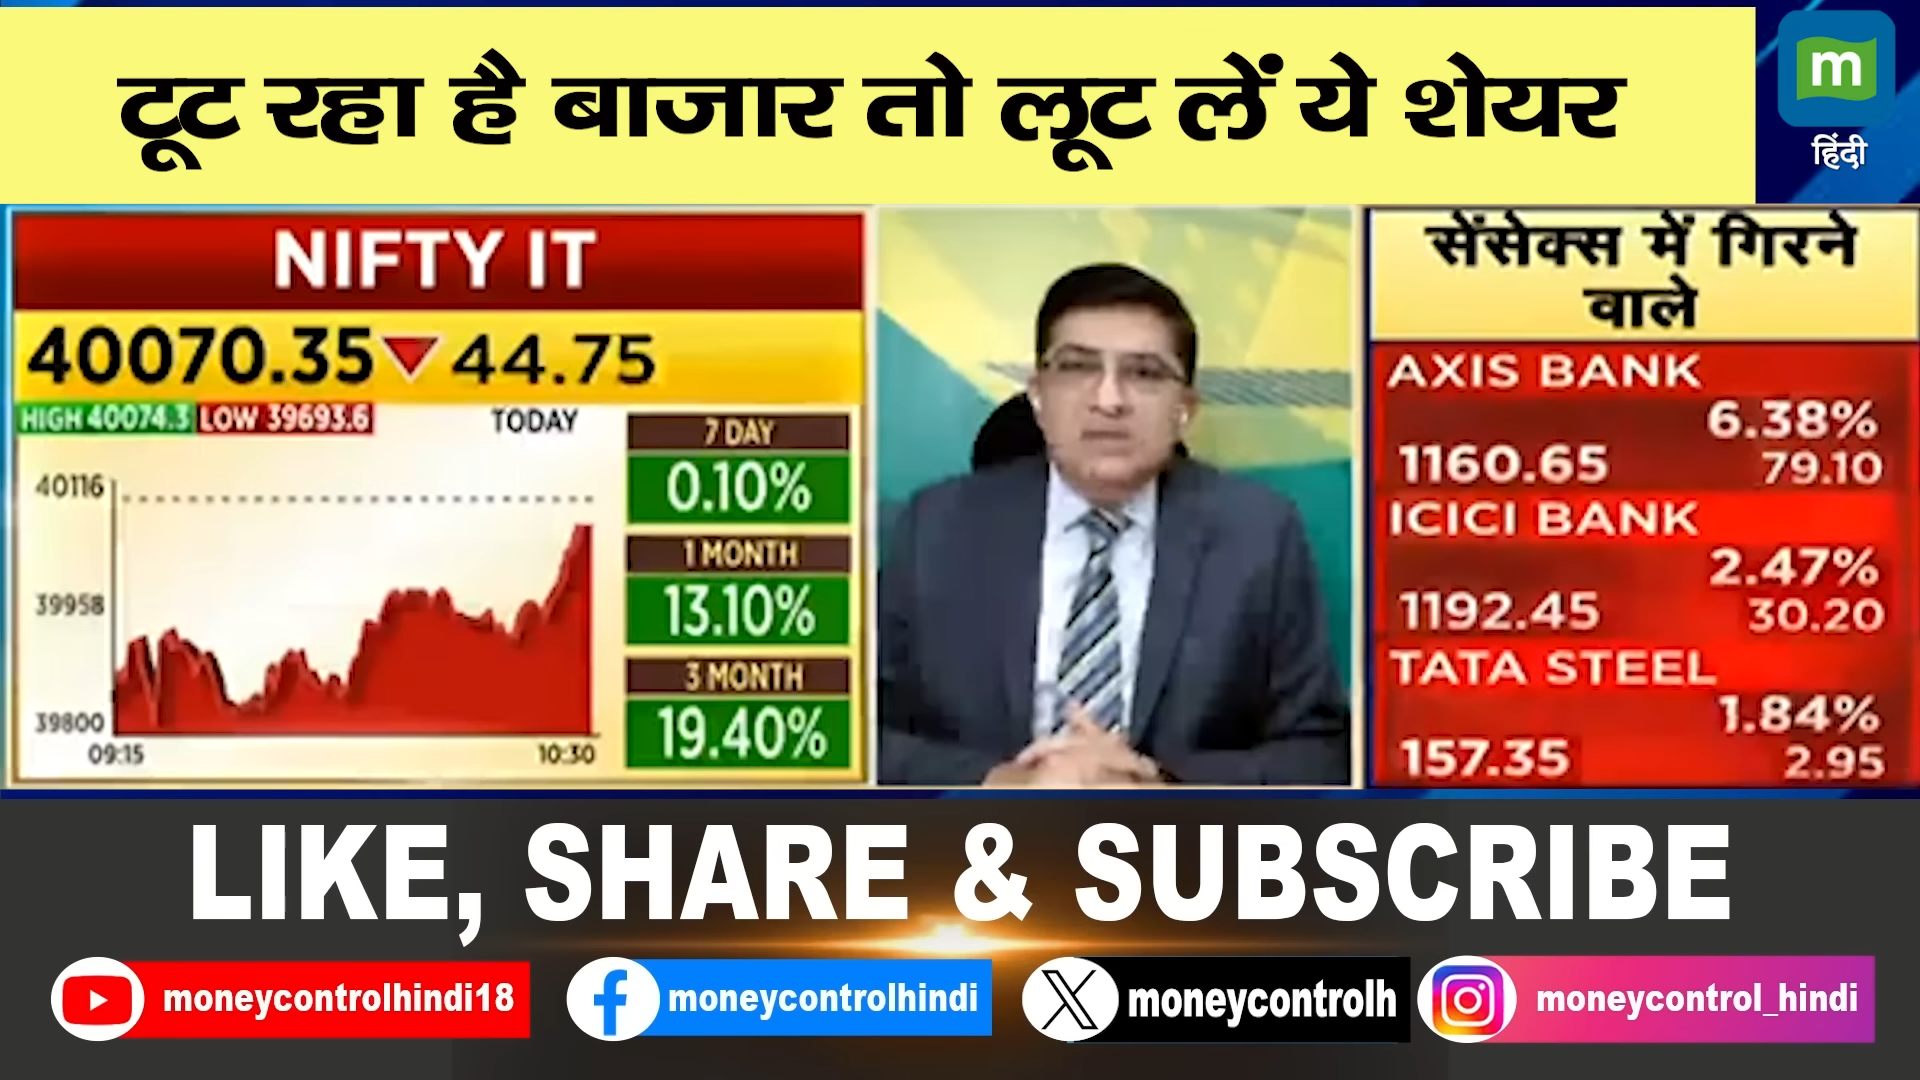 टूट रहा है बाजार तो लूट लें ये शेयर
m
हिंदी
NIFTY IT
40070.35 ▼ 44.75
HIGH 40074.3 LOW 39693.6 TODAY
40116
39958
39800
09:15 10:30
7 DAY
0.10%
1 MONTH
13.10%
3 MONTH
19.40%
सेंसेक्स में गिरने
वाले
AXIS BANK
6.38%
1160.65 79.10
ICICI BANK
2.47%
1192.45 30.20
TATA STEEL
1.84%
157.35 2.95
LIKE, SHARE & SUBSCRIBE
moneycontrolhindi18 moneycontrolhindi moneycontrolh moneycontrol_hindi